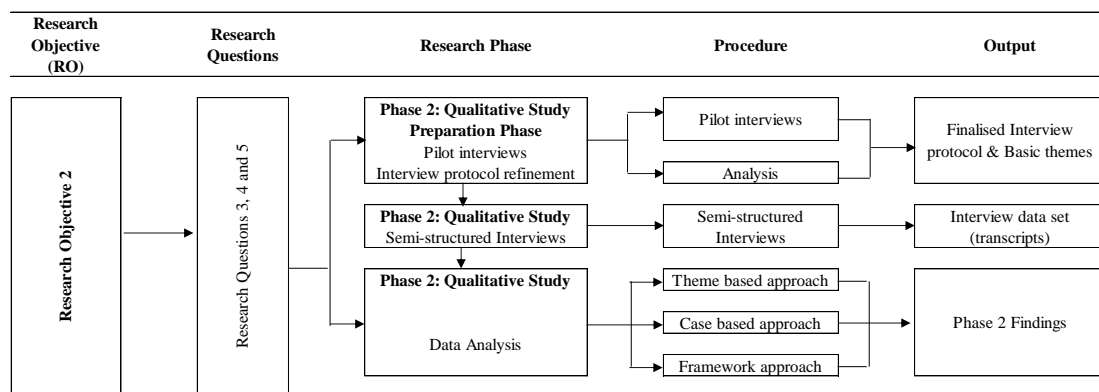 Research
Objective
(RO)
Research
Questions
Research Phase
Procedure
Output
Research Objective 2
Research Questions 3, 4 and 5
Phase 2: Qualitative Study
Preparation Phase
Pilot interviews
Interview protocol refinement
Pilot interviews
Analysis
Finalised Interview
protocol & Basic themes
Phase 2: Qualitative Study
Semi-structured Interviews
Semi-structured
Interviews
Interview data set
(transcripts)
Phase 2: Qualitative Study
Data Analysis
Theme based approach
Case based approach
Framework approach
Phase 2 Findings